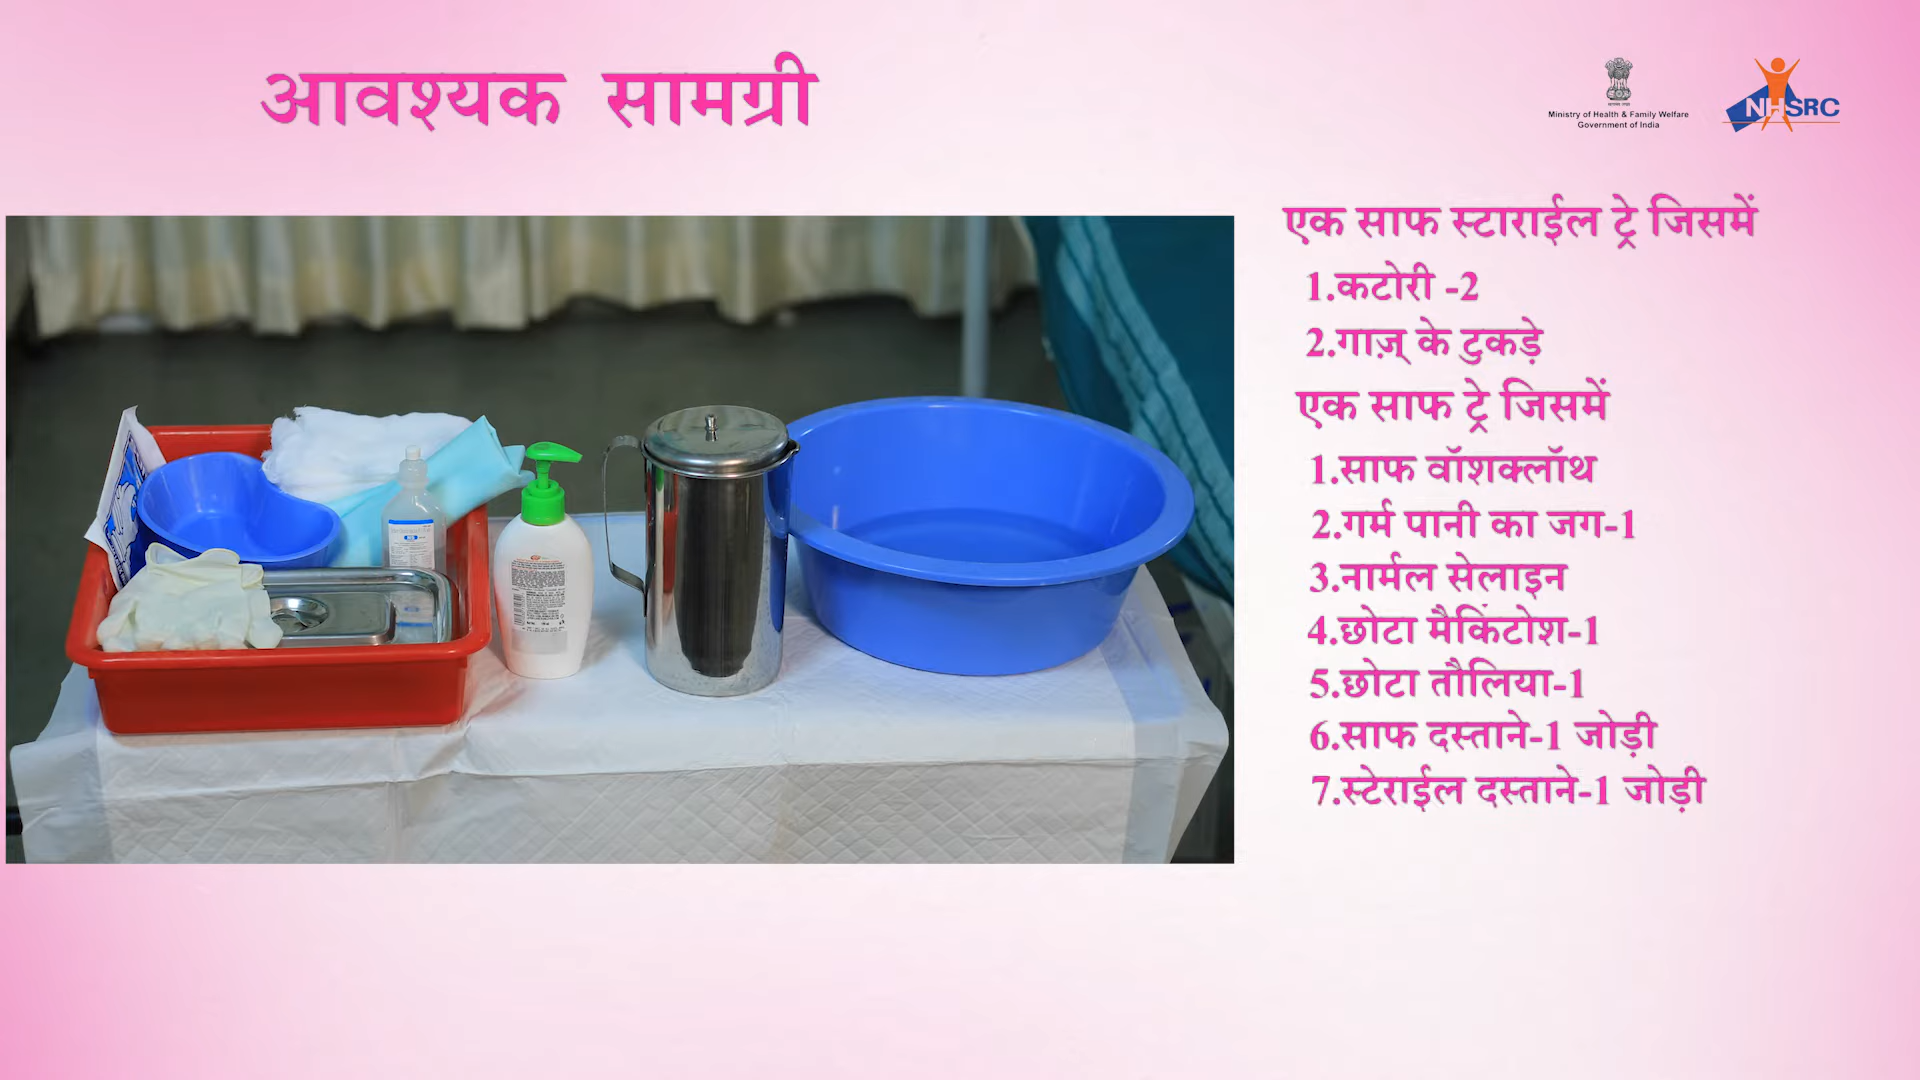 आवश्यक सामग्री
Ministry of Health & Family Welfare
Government of India
NHSRC
एक साफ स्टाराईल ट्रे जिसमें
1.कटोरी -2
2.गाज़् के टुकड़े
एक साफ ट्रे जिसमें
1.साफ वॉशक्लॉथ
2.गर्म पानी का जग-1
3.नार्मल सेलाइन
4.छोटा मैकिंटोश-1
5.छोटा तौलिया-1
6.साफ दस्ताने-1 जोड़ी
7.स्टेराईल दस्ताने-1 जोड़ी